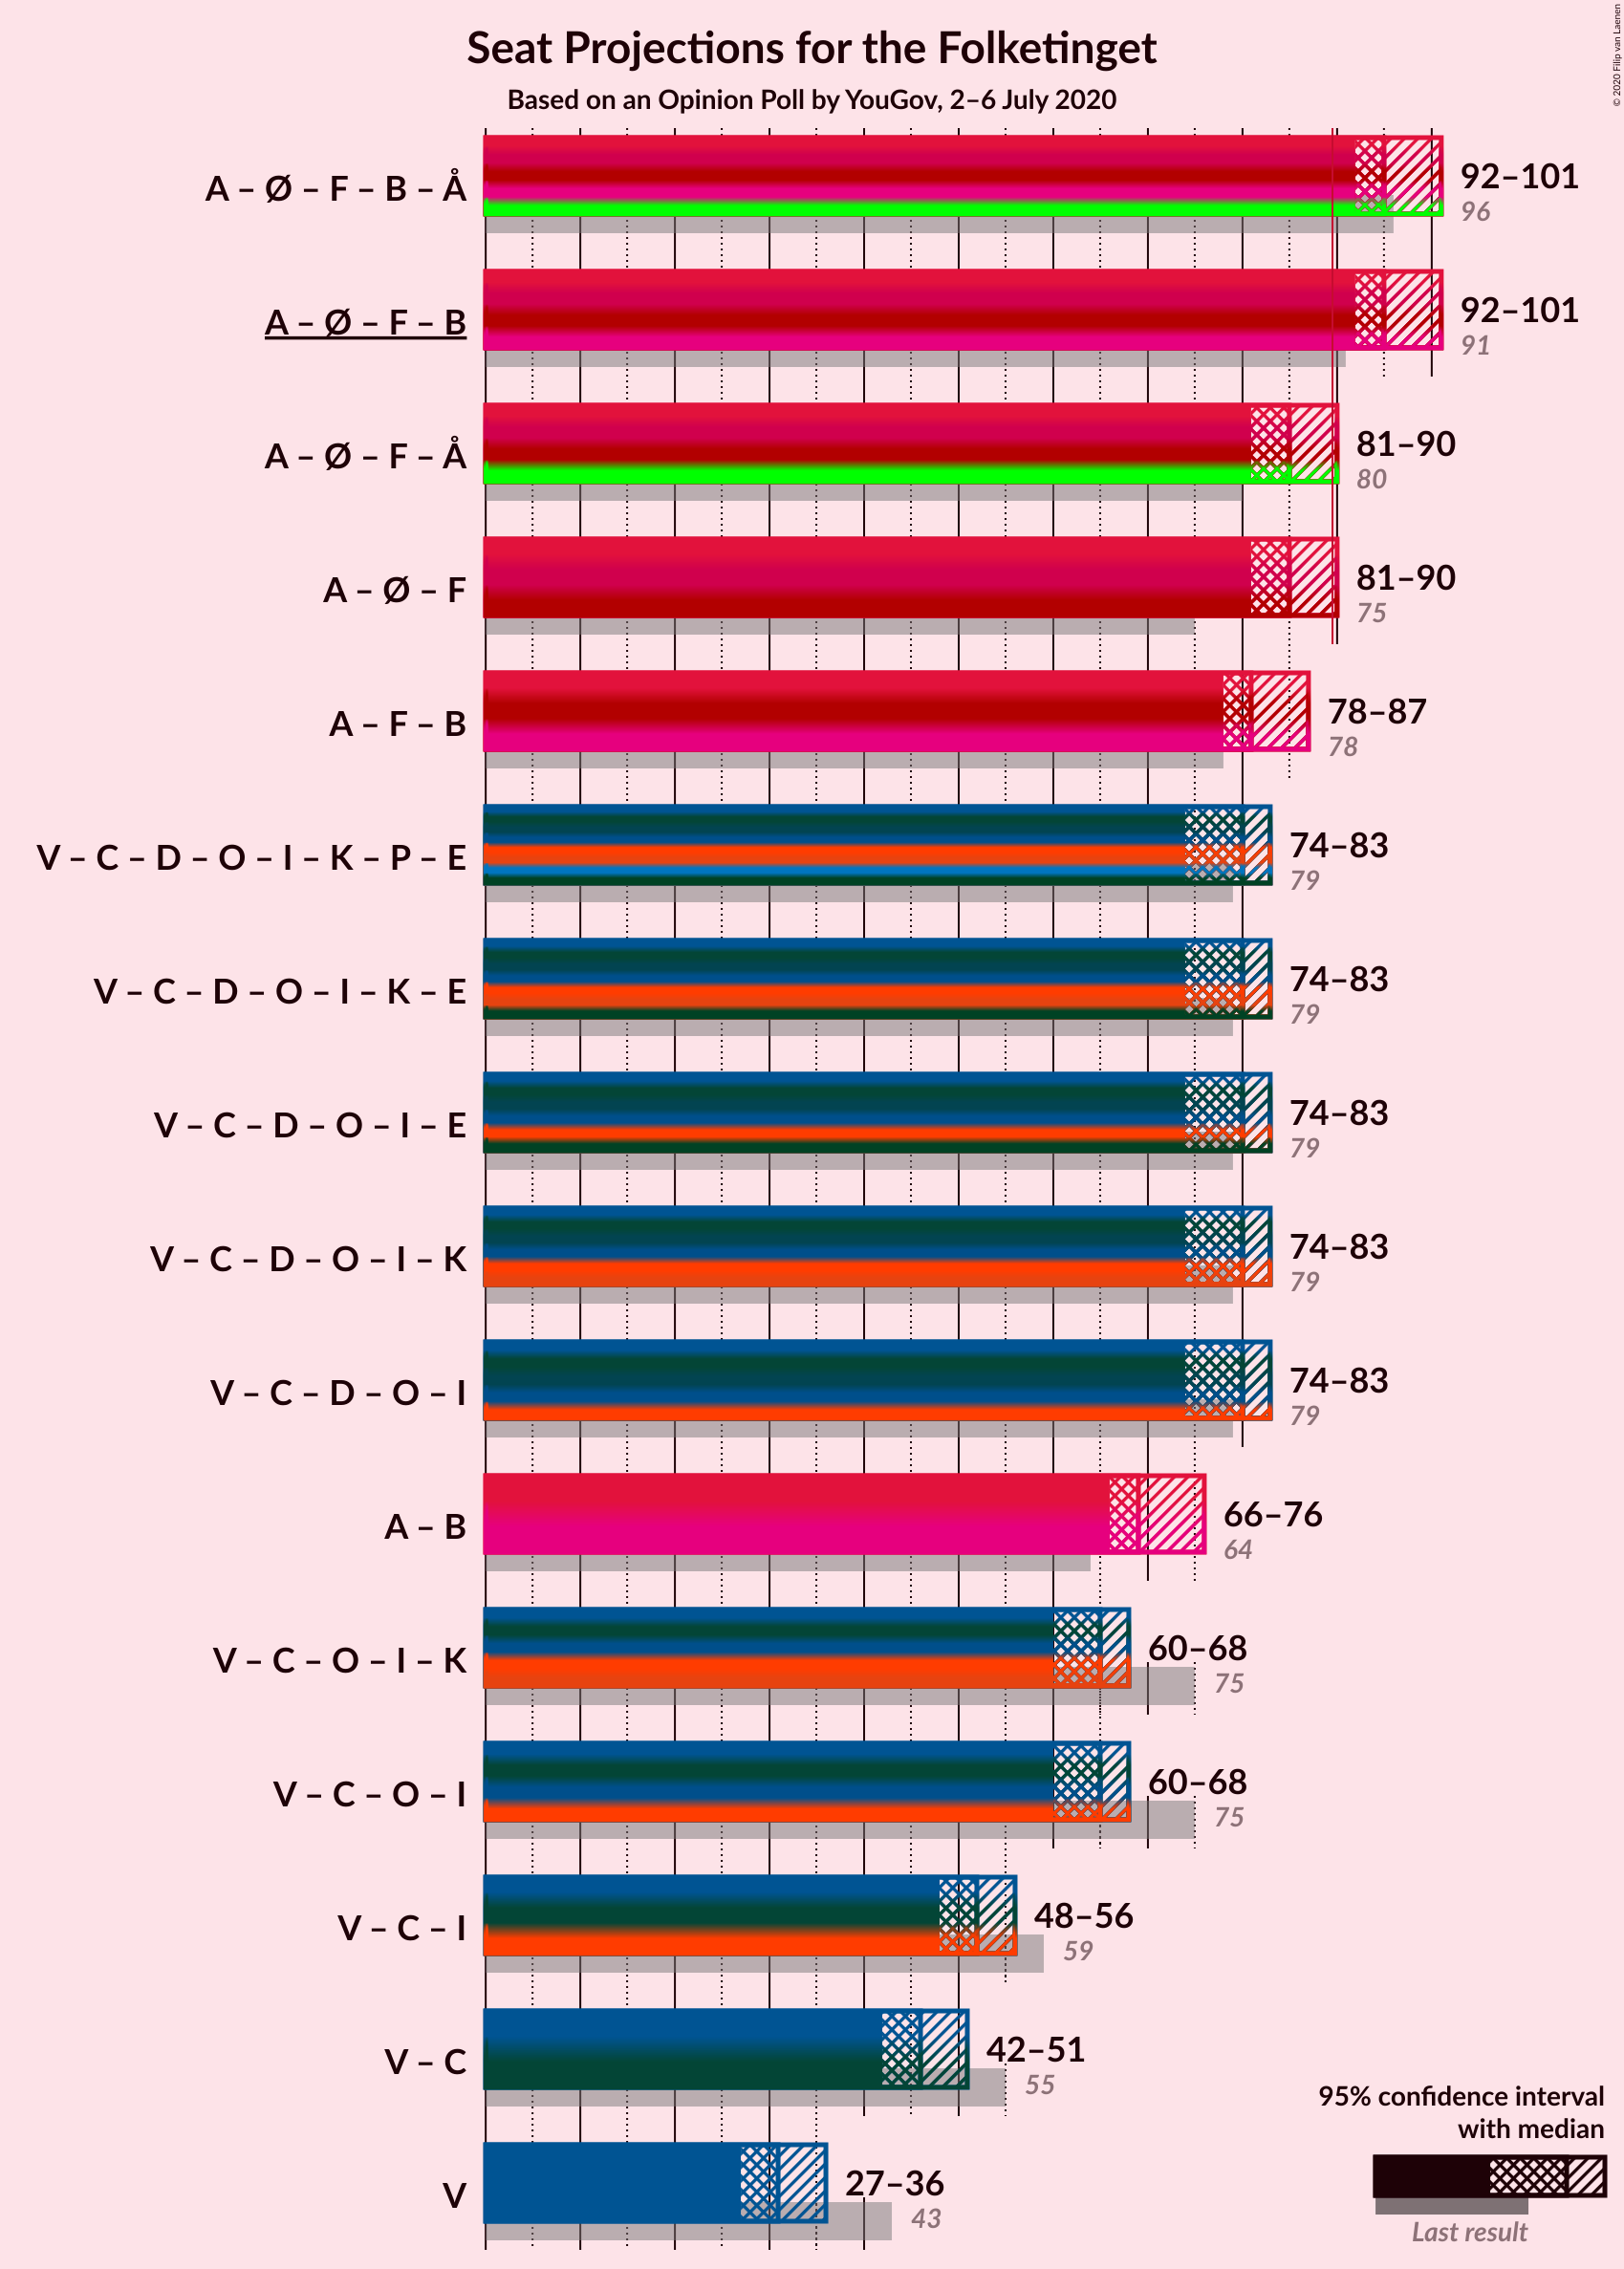 © 2020 Filip van Laenen
Seat Projections for the Folketinget
Based on an Opinion Poll by YouGov, 2–6 July 2020
A – Ø – F – B – Å
92–101
96
A – Ø – F – B
92–101
91
A – Ø – F – Å
81–90
80
A – Ø – F
81–90
75
A – F – B
78–87
78
V – C – D – O – I – K – P – E
74–83
79
V – C – D – O – I – K – E
74–83
79
V – C – D – O – I – E
74–83
79
V – C – D – O – I – K
74–83
79
V – C – D – O – I
74–83
79
A – B
66–76
64
V – C – O – I – K
60–68
75
V – C – O – I
60–68
75
V – C – I
48–56
59
V – C
42–51
55
V
27–36
43
95% confidence interval
with median
Last result